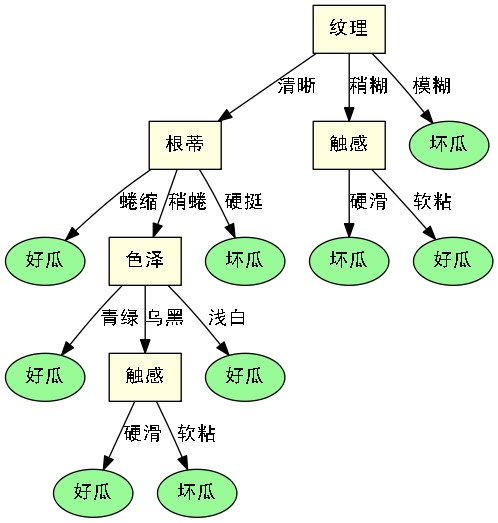 纹理
清晰 稍糊 模糊
根蒂 触感 坏瓜
蜷缩 稍蜷 硬挺 硬滑 软粘
好瓜 色泽 坏瓜 坏瓜 好瓜
青绿 乌黑 浅白
好瓜 触感 好瓜
硬滑 软粘
好瓜 坏瓜